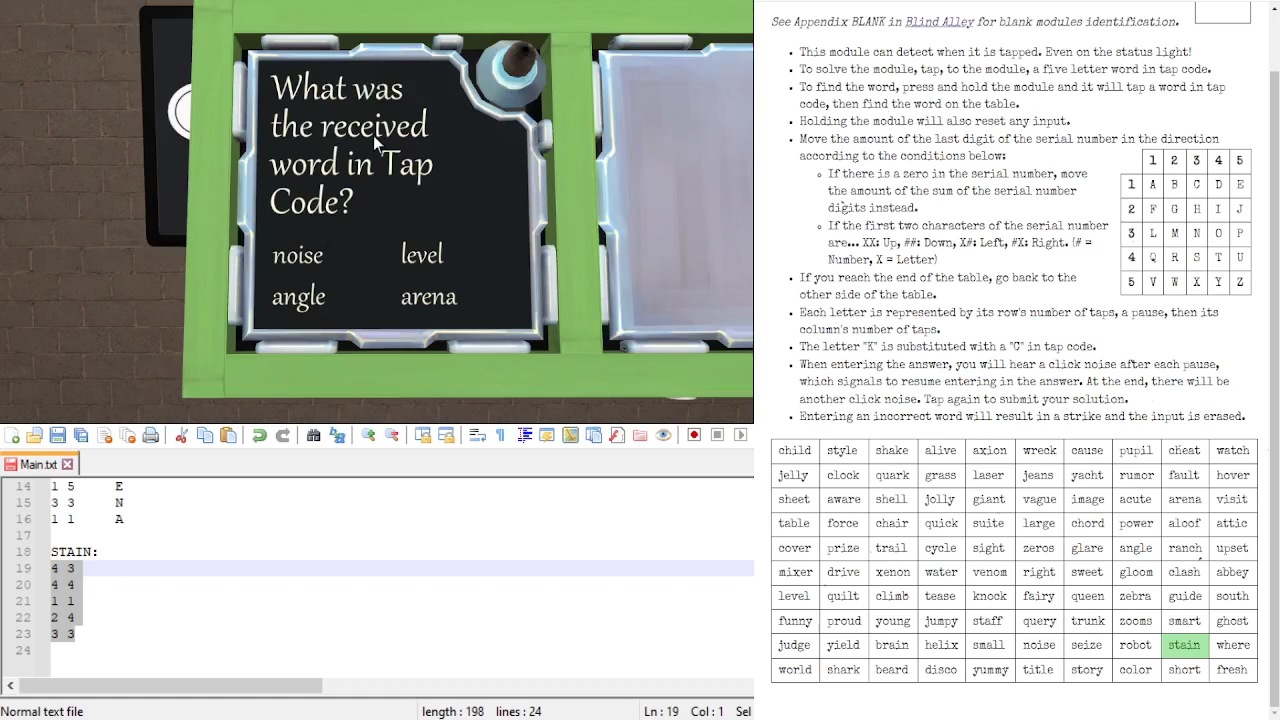 What was
the received
word in Tap
Code?
noise level
angle arena
Main.txt
14 1 5 E
15 3 3 N
16 1 1 A
17
18 STAIN:
19 4 3
20 4 4
21 1 1
22 2 4
23 3 3
24
Normal text file length : 198 lines : 24 Ln : 19 Col : 1 Sel
See Appendix BLANK in Blind Alley for blank modules identification.
• This module can detect when it is tapped. Even on the status light!
• To solve the module, tap, to the module, a five letter word in tap code.
• To find the word, press and hold the module and it will tap a word in tap
code, then find the word on the table.
• Holding the module will also reset any input.
• Move the amount of the last digit of the serial number in the direction
according to the conditions below:
◦ If there is a zero in the serial number, move
the amount of the sum of the serial number
digits instead.
◦ If the first two characters of the serial number
are... XX: Up, ##: Down, X#: Left, #X: Right. (# =
Number, X = Letter)
• If you reach the end of the table, go back to the
other side of the table.
1 2 3 4 5
1 A B C D E
2 F G H I J
3 L M N O P
4 Q R S T U
5 V W X Y Z
• Each letter is represented by its row's number of taps, a pause, then its
column's number of taps.
• The letter "K" is substituted with a "C" in tap code.
• When entering the answer, you will hear a click noise after each pause,
which signals to resume entering in the answer. At the end, there will be
another click noise. Tap again to submit your solution.
• Entering an incorrect word will result in a strike and the input is erased.
child style shake alive axion wreck cause pupil cheat watch
jelly clock quark grass laser jeans yacht rumor fault hover
sheet aware shell jolly giant vague image acute arena visit
table force chair quick suite large chord power aloof attic
cover prize trail cycle sight zeros glare angle ranch upset
mixer drive xenon water venom right sweet gloom clash abbey
level quilt climb tease knock fairy queen zebra guide south
funny proud young jumpy staff query trunk zooms smart ghost
judge yield brain helix small noise seize robot stain where
world shark beard disco yummy title story color short fresh